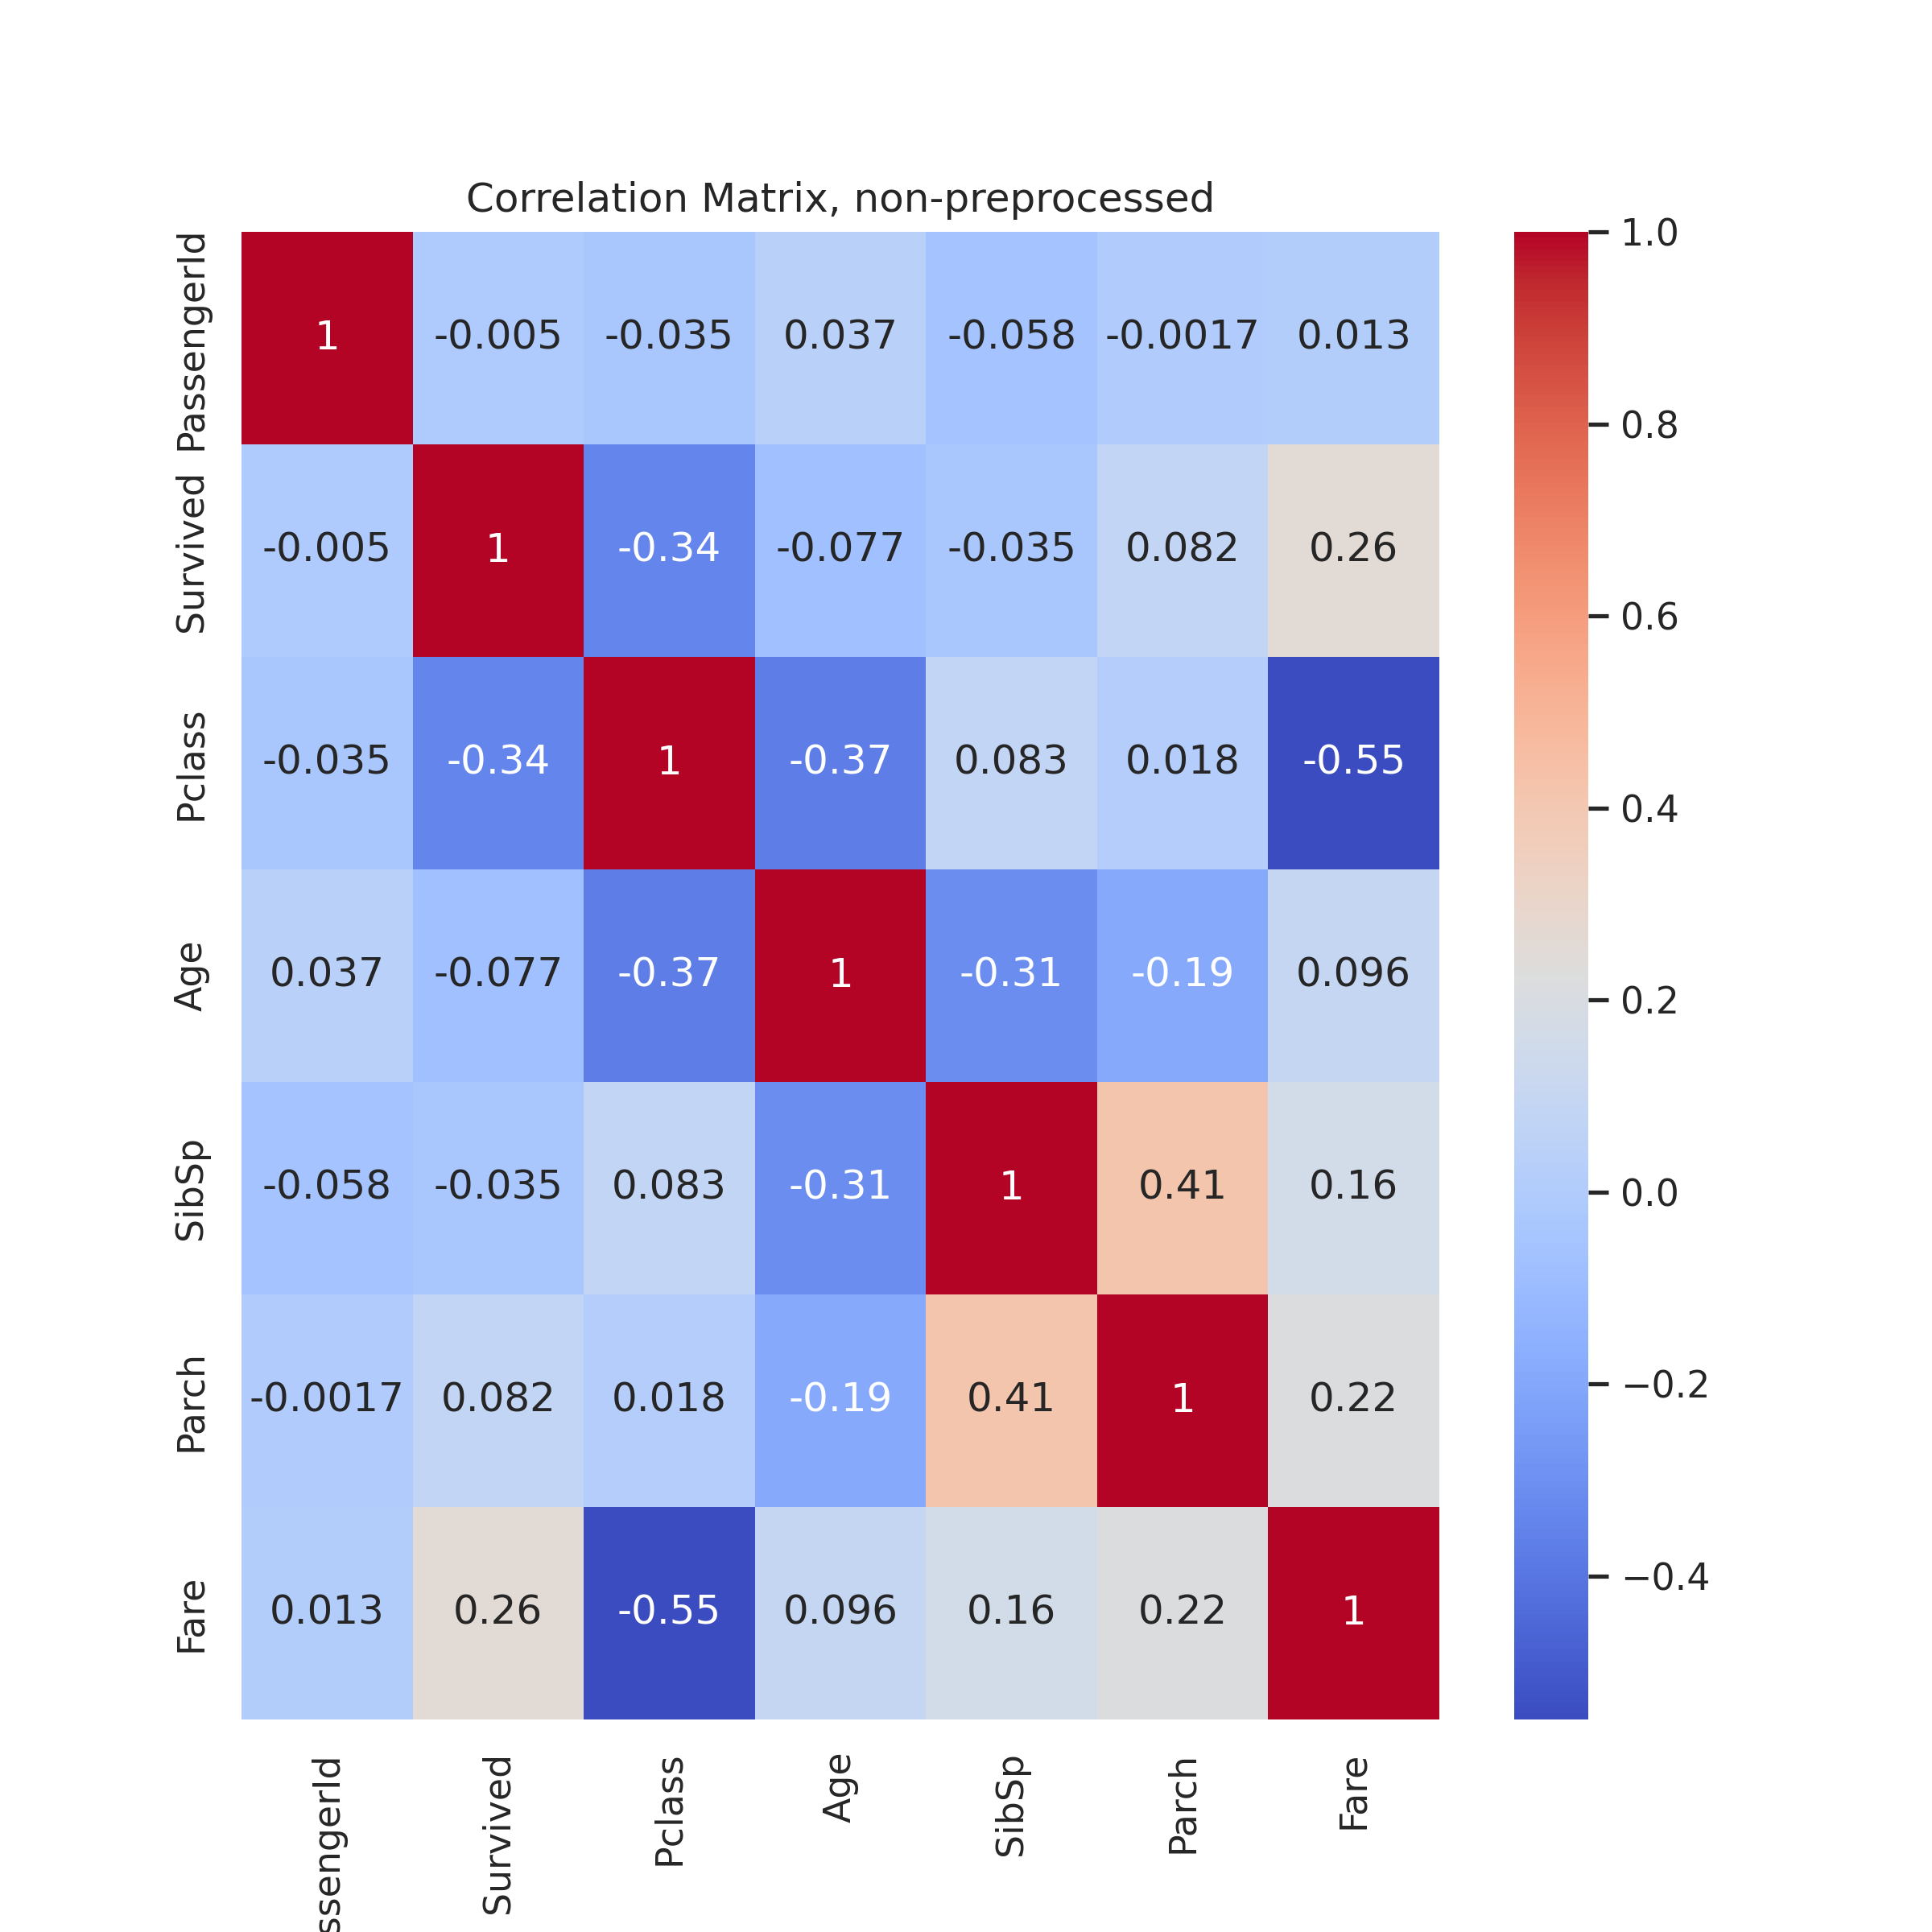 Correlation Matrix, non-preprocessed
PassengerId 1 -0.005 -0.035 0.037 -0.058 -0.0017 0.013
Survived -0.005 1 -0.34 -0.077 -0.035 0.082 0.26
Pclass -0.035 -0.34 1 -0.37 0.083 0.018 -0.55
Age 0.037 -0.077 -0.37 1 -0.31 -0.19 0.096
SibSp -0.058 -0.035 0.083 -0.31 1 0.41 0.16
Parch -0.0017 0.082 0.018 -0.19 0.41 1 0.22
Fare 0.013 0.26 -0.55 0.096 0.16 0.22 1
ssengerId Survived Pclass Age SibSp Parch Fare
1.0
0.8
0.6
0.4
0.2
0.0
−0.2
−0.4